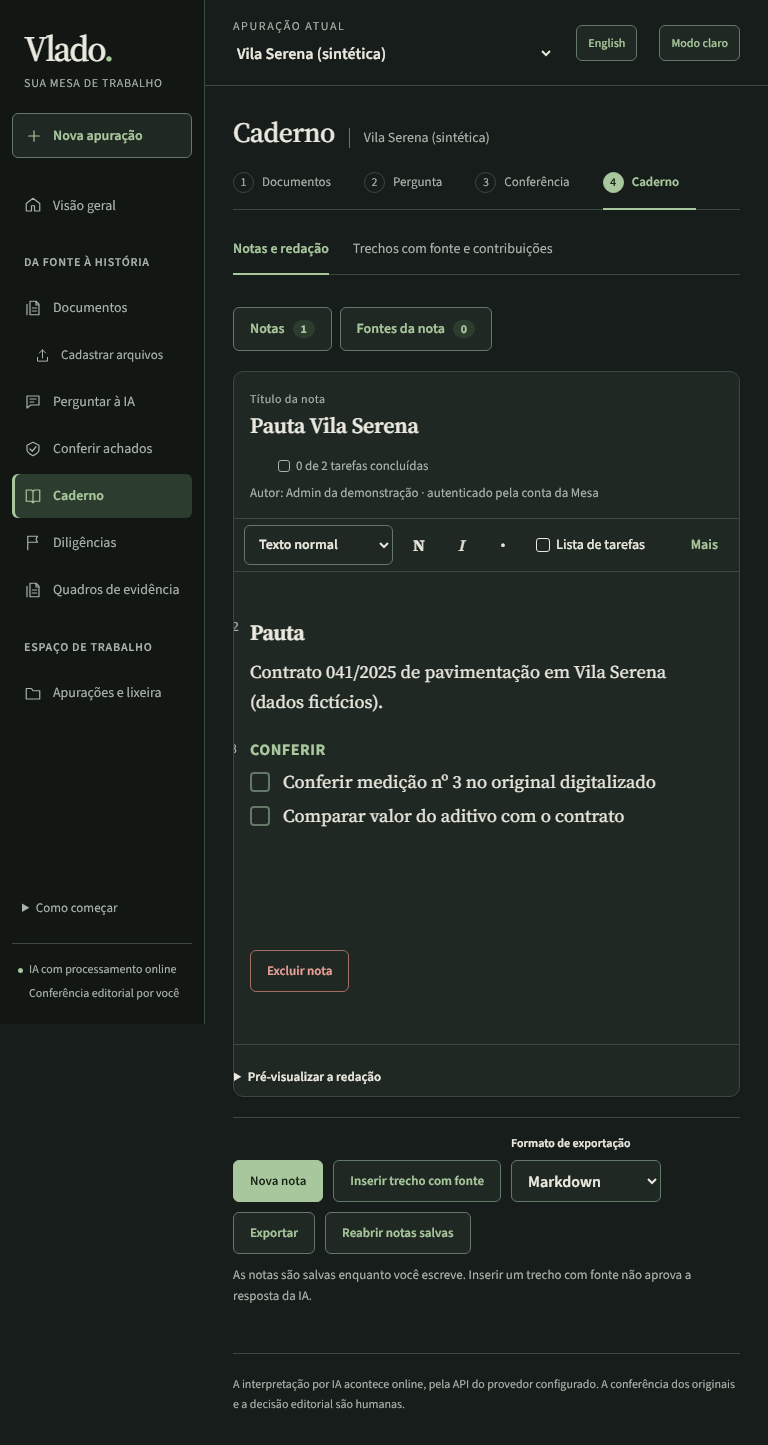 Vlado.
SUA MESA DE TRABALHO
Nova apuração
Visão geral
DA FONTE À HISTÓRIA
Documentos
Cadastrar arquivos
Perguntar à IA
Conferir achados
Caderno
Diligências
Quadros de evidência
ESPAÇO DE TRABALHO
Apurações e lixeira
Como começar
IA com processamento online
Conferência editorial por você
APURAÇÃO ATUAL
Vila Serena (sintética)
English
Modo claro
Caderno
Vila Serena (sintética)
1 Documentos
2 Pergunta
3 Conferência
4 Caderno
Notas e redação
Trechos com fonte e contribuições
Notas 1
Fontes da nota 0
Título da nota
Pauta Vila Serena
0 de 2 tarefas concluídas
Autor: Admin da demonstração · autenticado pela conta da Mesa
Texto normal
N
I
•
Lista de tarefas
Mais
2
Pauta
Contrato 041/2025 de pavimentação em Vila Serena
(dados fictícios).
CONFERIR
Conferir medição nº 3 no original digitalizado
Comparar valor do aditivo com o contrato
Excluir nota
Pré-visualizar a redação
Formato de exportação
Nova nota
Inserir trecho com fonte
Markdown
Exportar
Reabrir notas salvas
As notas são salvas enquanto você escreve. Inserir um trecho com fonte não aprova a
resposta da IA.
A interpretação por IA acontece online, pela API do provedor configurado. A conferência dos originais
e a decisão editorial são humanas.